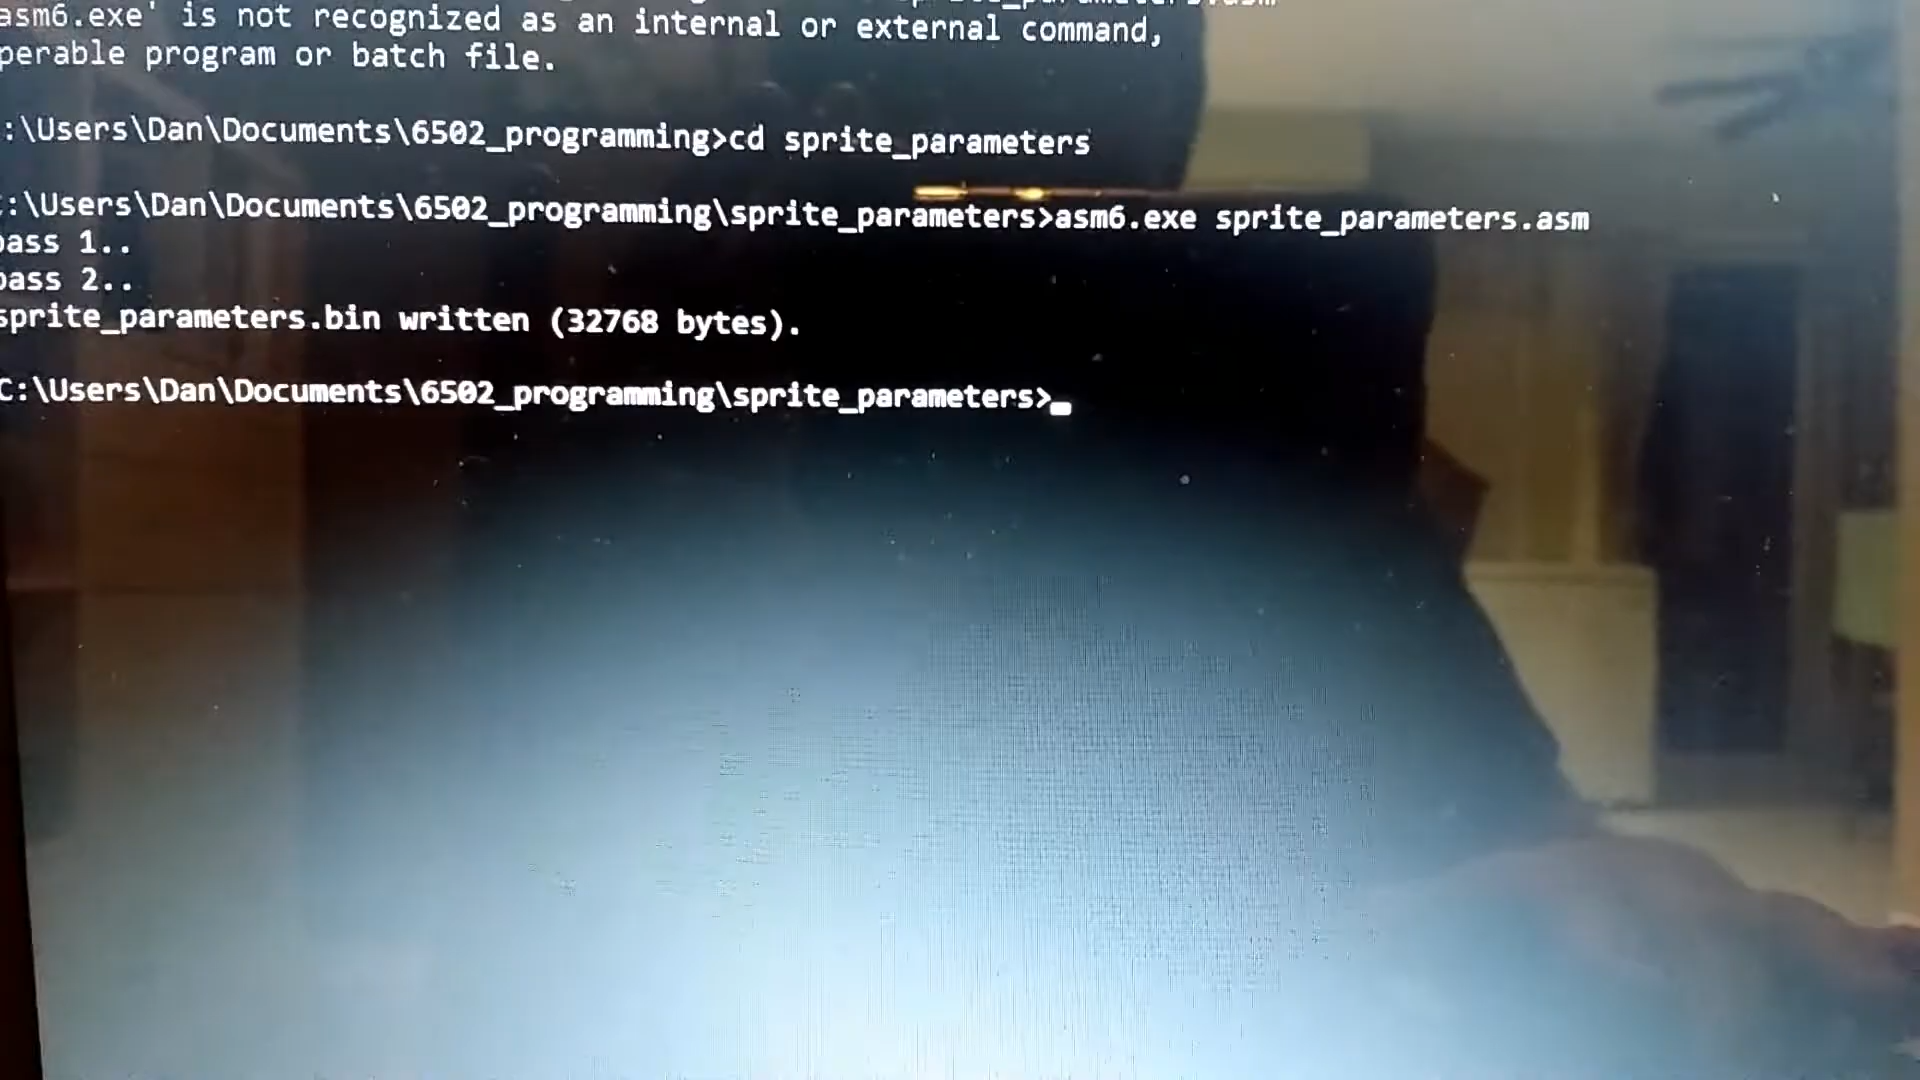 asm6.exe' is not recognized as an internal or external command,
perable program or batch file.
:\Users\Dan\Documents\6502_programming>cd sprite_parameters
:\Users\Dan\Documents\6502_programming\sprite_parameters>asm6.exe sprite_parameters.asm
pass 1..
pass 2..
sprite_parameters.bin written (32768 bytes).
C:\Users\Dan\Documents\6502_programming\sprite_parameters>